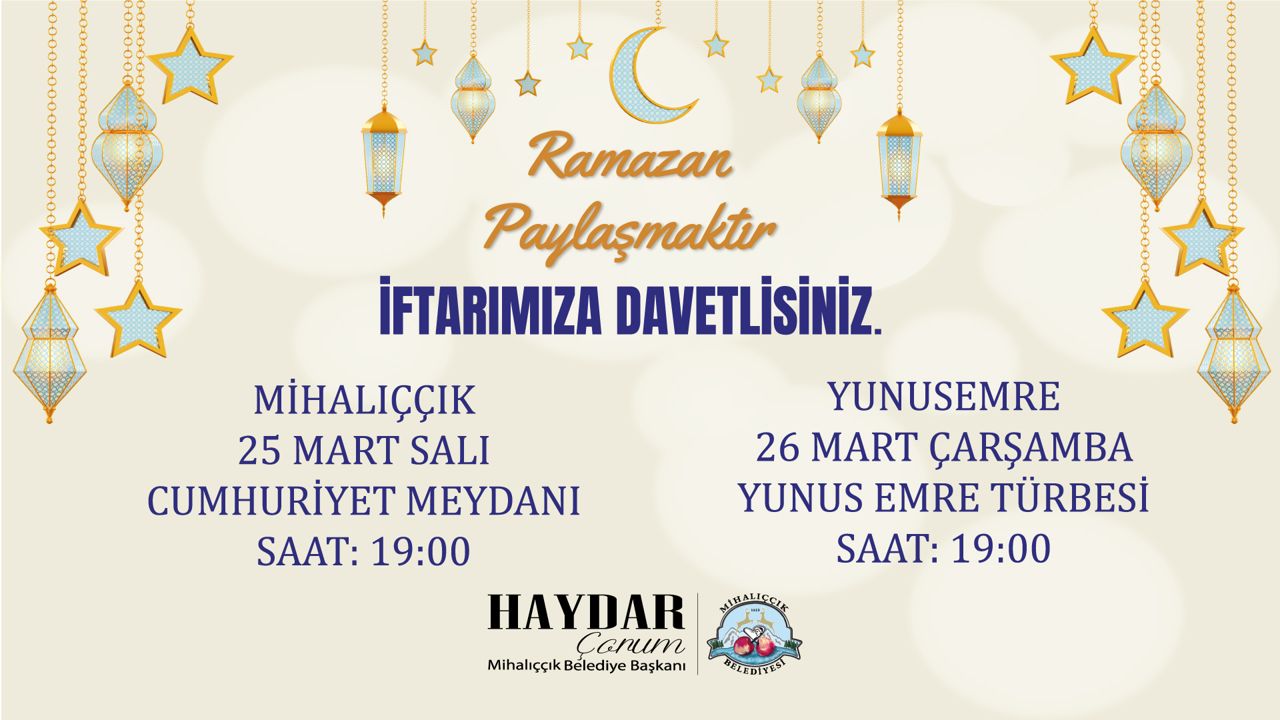 Ramazan
Paylaşmaktır
İFTARIMIZA DAVETLİSİNİZ.
MİHALIÇÇIK
25 MART SALI
CUMHURİYET MEYDANI
SAAT: 19:00
YUNUSEMRE
26 MART ÇARŞAMBA
YUNUS EMRE TÜRBESİ
SAAT: 19:00
HAYDAR
Çorum
Mihalıççık Belediye Başkanı
MİHALIÇÇIK
BELEDİYESİ